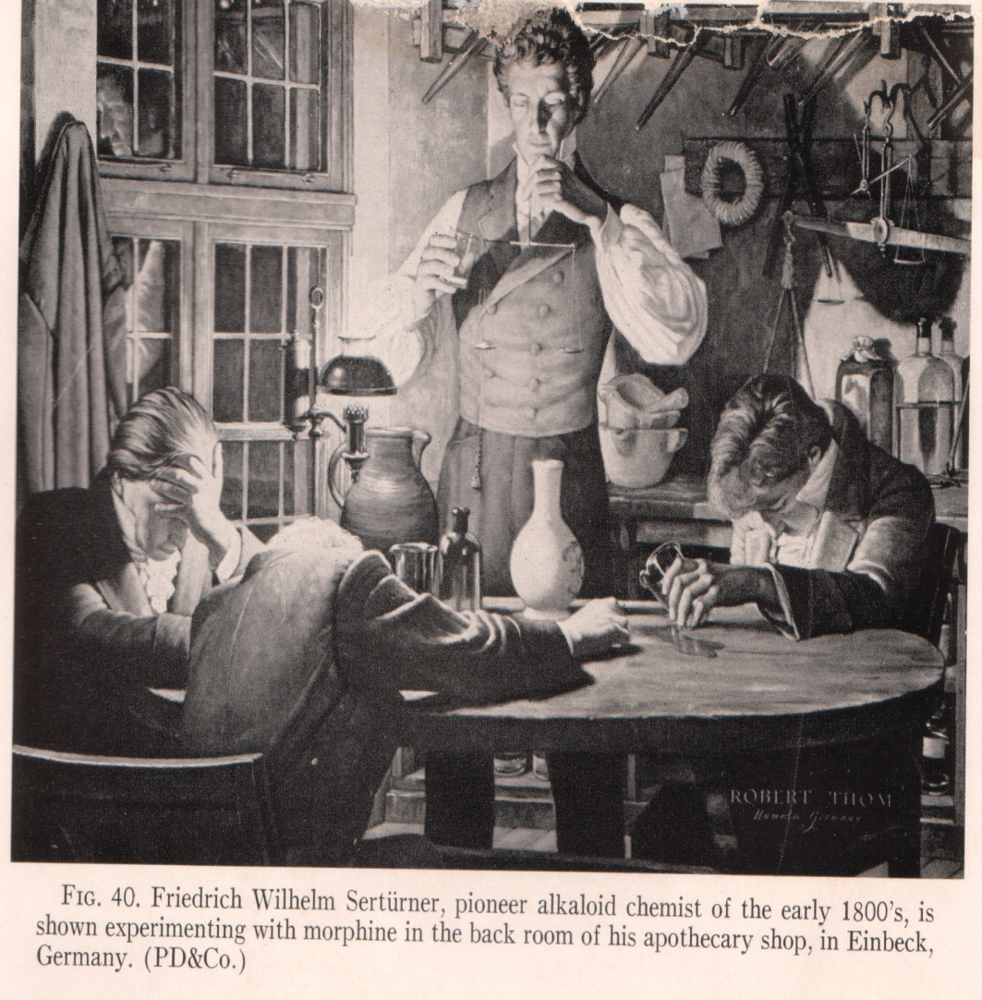 ROBERT THOM
Hameln, Germany
FIG. 40. Friedrich Wilhelm Sertürner, pioneer alkaloid chemist of the early 1800's, is
shown experimenting with morphine in the back room of his apothecary shop, in Einbeck,
Germany. (PD&Co.)